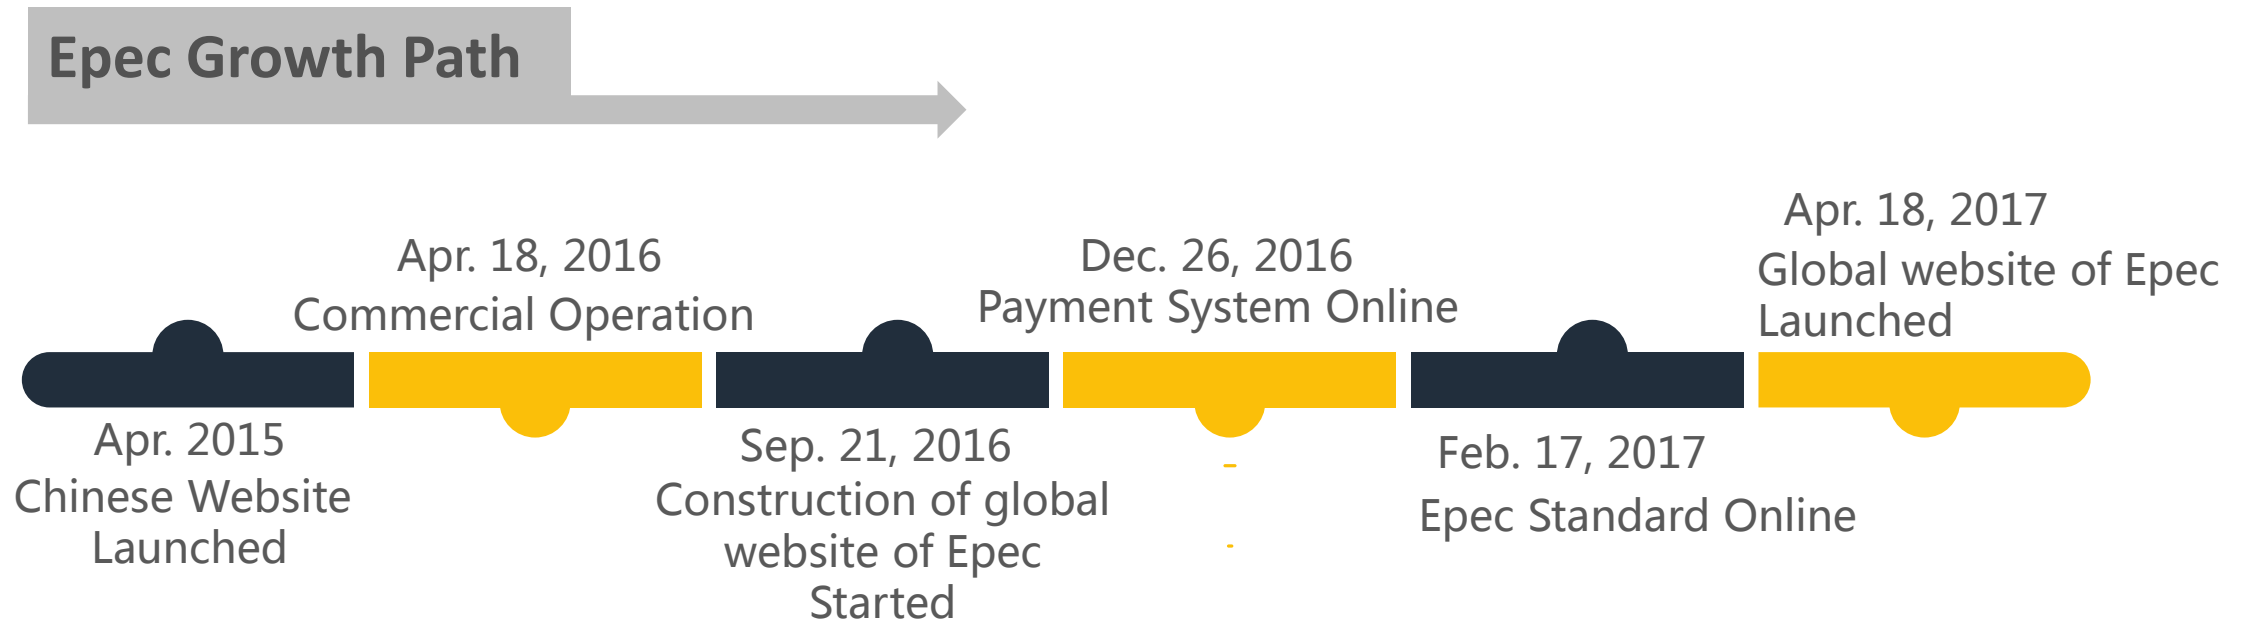 Epec Growth Path
Apr. 2015
Chinese Website
Launched
Apr. 18, 2016
Commercial Operation
Sep. 21, 2016
Construction of global
website of Epec
Started
Dec. 26, 2016
Payment System Online
Feb. 17, 2017
Epec Standard Online
Apr. 18, 2017
Global website of Epec
Launched